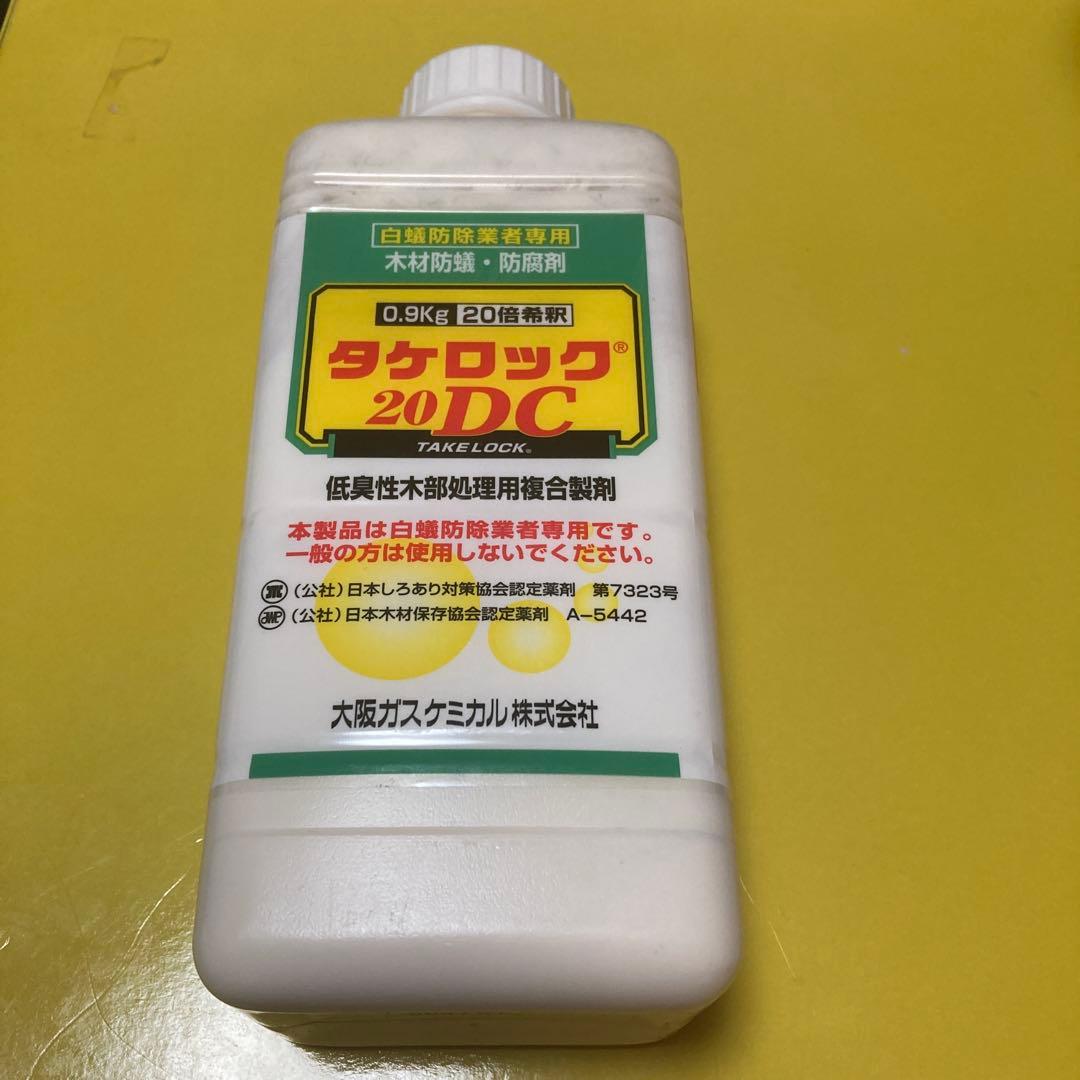 白蟻防除業者専用
木材防蟻・防腐剤
0.9Kg 20倍希釈
タケロック®
20DC
TAKELOCK®
低臭性木部処理用複合製剤
本製品は白蟻防除業者専用です。
一般の方は使用しないでください。
(公社)日本しろあり対策協会認定薬剤 第7323号
JWP (公社)日本木材保存協会認定薬剤 A-5442
大阪ガスケミカル株式会社